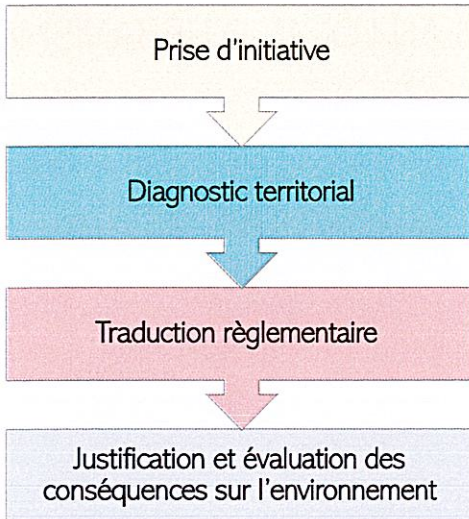 Prise d'initiative
Diagnostic territorial
Traduction règlementaire
Justification et évaluation des
conséquences sur l'environnement